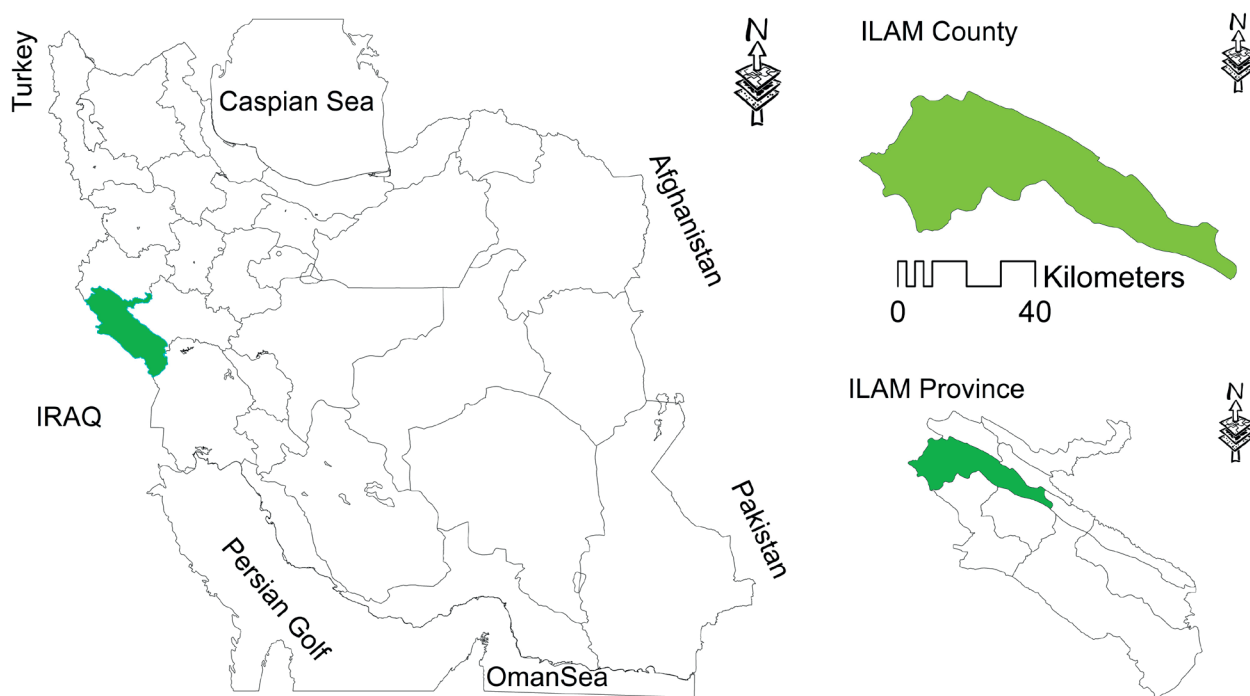 Turkey
Caspian Sea
N
Afghanistan
IRAQ
Persian Golf
Pakistan
OmanSea
ILAM County
N
Kilometers
0
40
ILAM Province
N